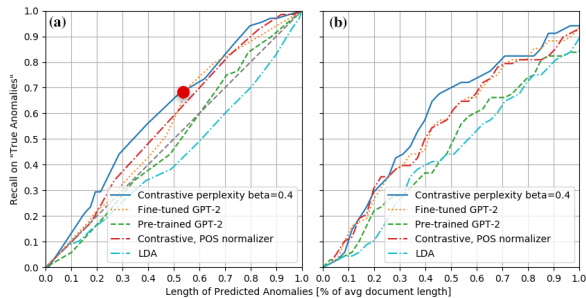 (a)
(b)
Recall on "True Anomalies"
1.0
0.9
0.8
0.7
0.6
0.5
0.4
0.3
0.2
0.1
0.0
Contrastive perplexity beta=0.4
Fine-tuned GPT-2
Pre-trained GPT-2
Contrastive, POS normalizer
LDA
Contrastive perplexity beta=0.4
Fine-tuned GPT-2
Pre-trained GPT-2
Contrastive, POS normalizer
LDA
0.0 0.1 0.2 0.3 0.4 0.5 0.6 0.7 0.8 0.9 1.0
0.0 0.1 0.2 0.3 0.4 0.5 0.6 0.7 0.8 0.9 1.0
Length of Predicted Anomalies [% of avg document length]